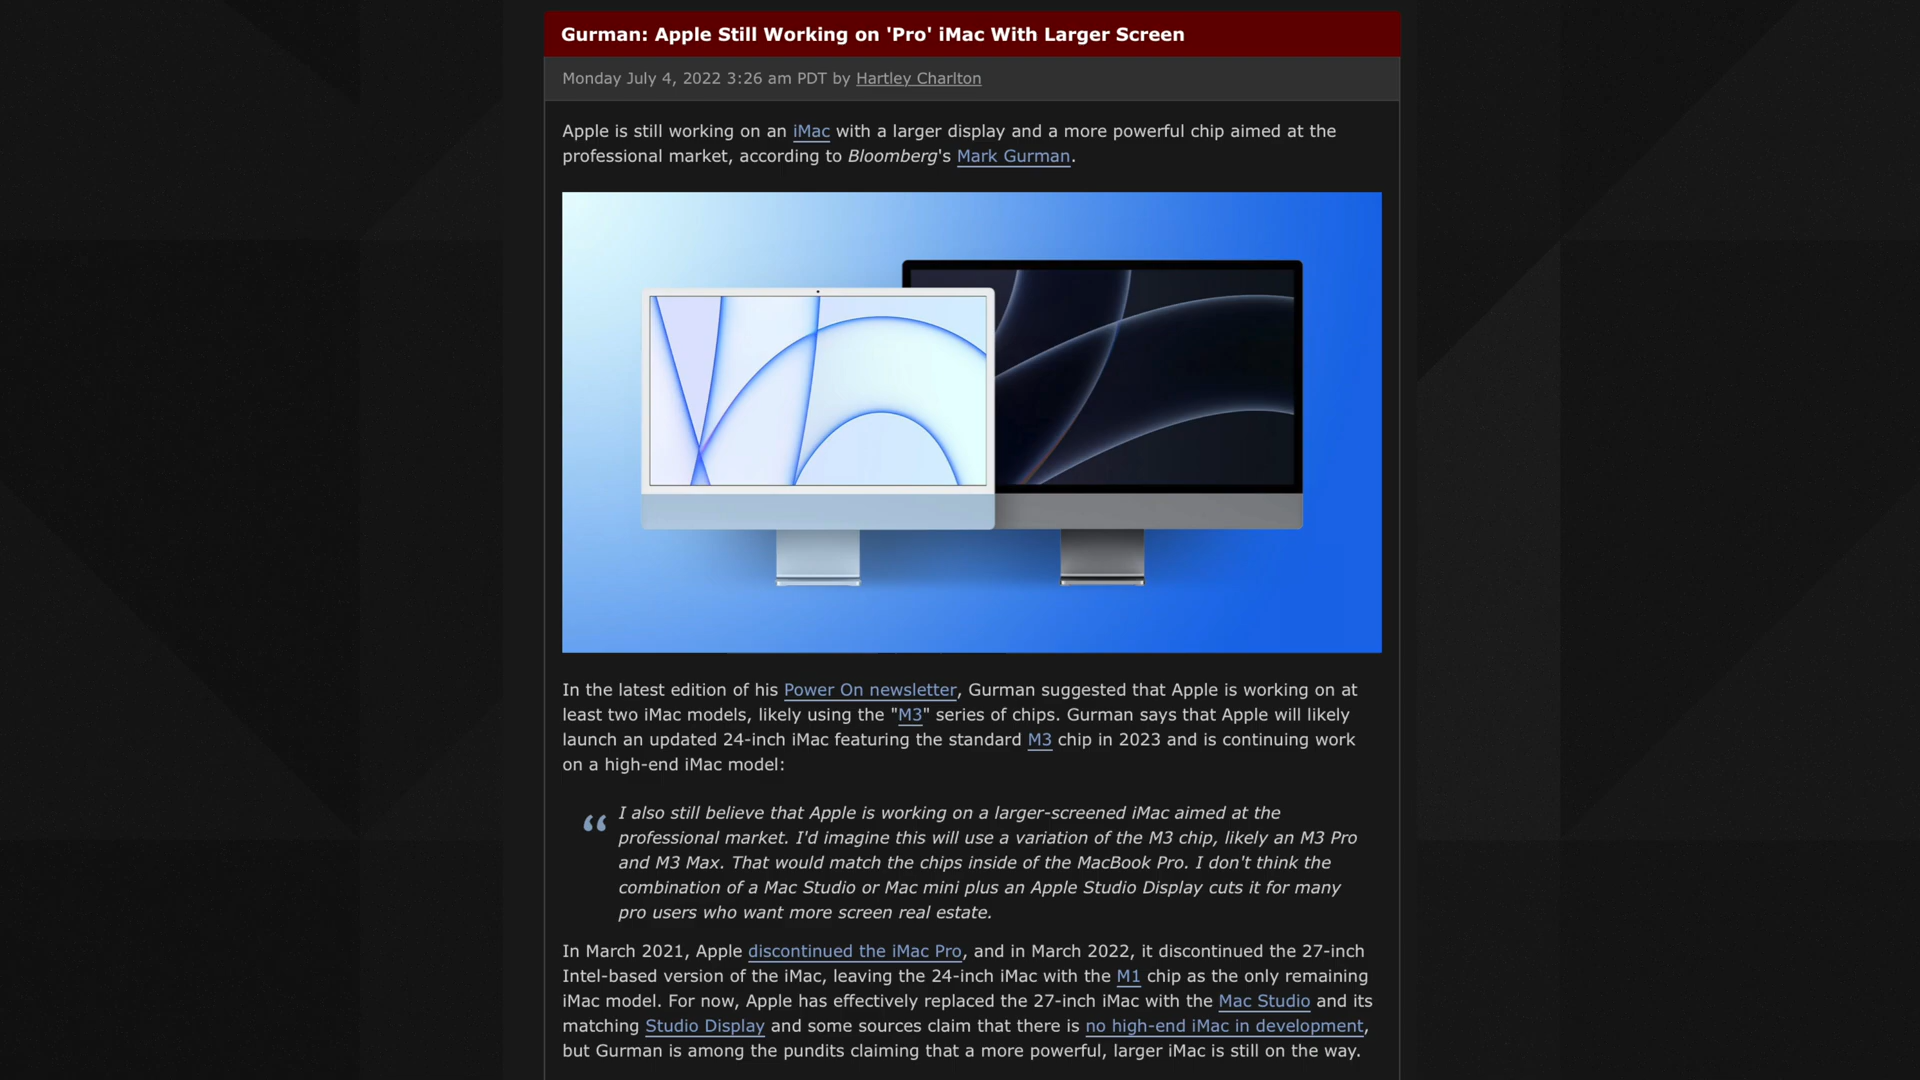 Gurman: Apple Still Working on 'Pro' iMac With Larger Screen
Monday July 4, 2022 3:26 am PDT by Hartley Charlton
Apple is still working on an iMac with a larger display and a more powerful chip aimed at the
professional market, according to Bloomberg's Mark Gurman.
In the latest edition of his Power On newsletter, Gurman suggested that Apple is working on at
least two iMac models, likely using the "M3" series of chips. Gurman says that Apple will likely
launch an updated 24-inch iMac featuring the standard M3 chip in 2023 and is continuing work
on a high-end iMac model:
“ I also still believe that Apple is working on a larger-screened iMac aimed at the
professional market. I'd imagine this will use a variation of the M3 chip, likely an M3 Pro
and M3 Max. That would match the chips inside of the MacBook Pro. I don't think the
combination of a Mac Studio or Mac mini plus an Apple Studio Display cuts it for many
pro users who want more screen real estate.
In March 2021, Apple discontinued the iMac Pro, and in March 2022, it discontinued the 27-inch
Intel-based version of the iMac, leaving the 24-inch iMac with the M1 chip as the only remaining
iMac model. For now, Apple has effectively replaced the 27-inch iMac with the Mac Studio and its
matching Studio Display and some sources claim that there is no high-end iMac in development,
but Gurman is among the pundits claiming that a more powerful, larger iMac is still on the way.